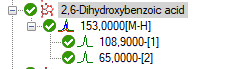 2,6-Dihydroxybenzoic acid
153,0000[M-H]
108,9000-[1]
65,0000-[2]